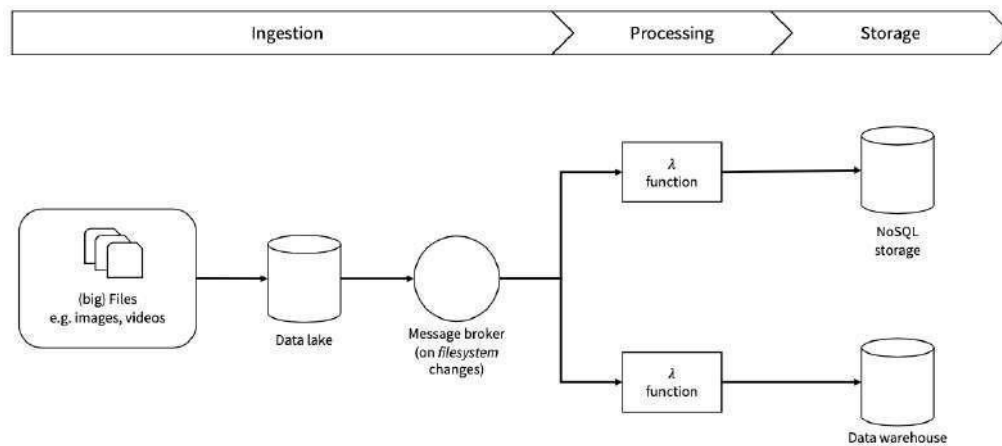 Ingestion
Processing
Storage
λ
function
NoSQL
storage
(big) Files
e.g. images, videos
Data lake
Message broker
(on filesystem
changes)
λ
function
Data warehouse